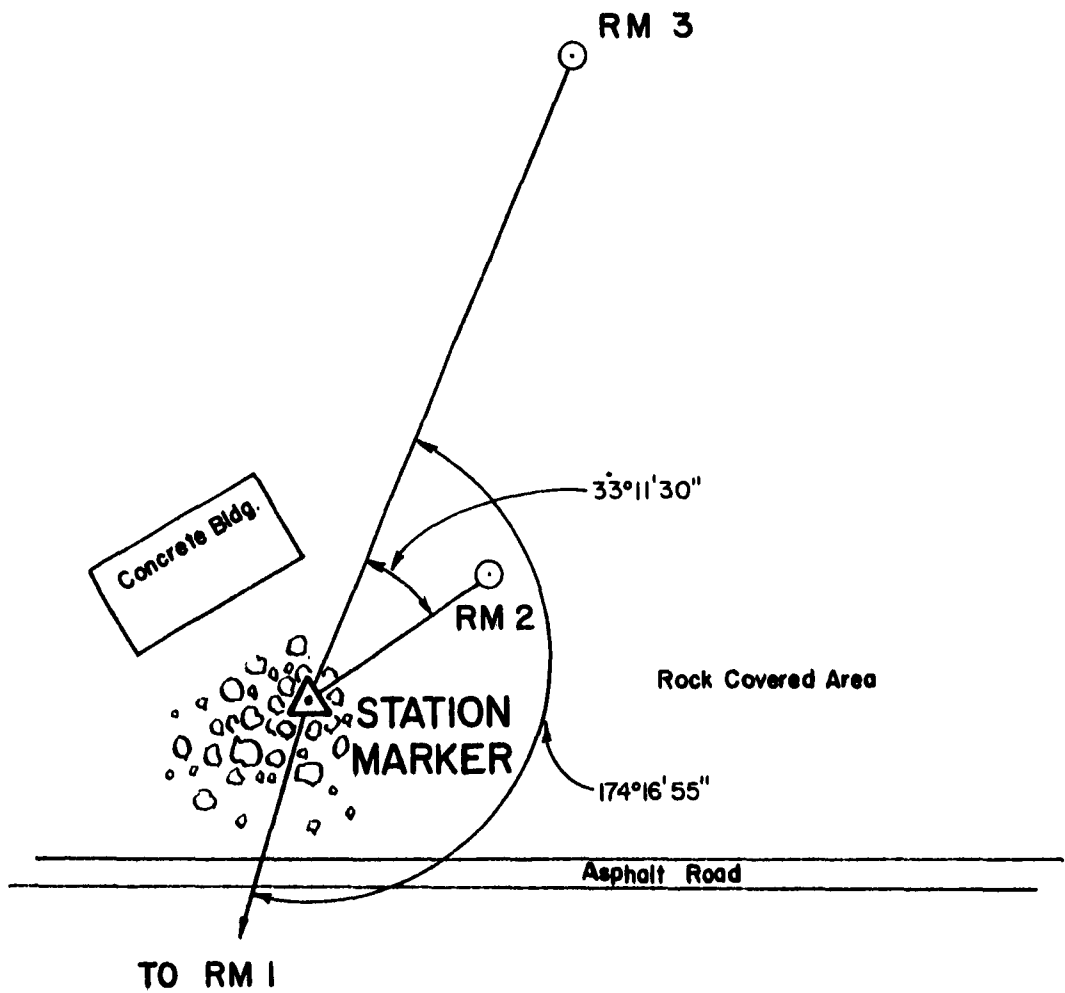 RM 3
33°11'30"
Concrete Bldg.
RM 2
Rock Covered Area
STATION
MARKER
174°16'55"
Asphalt Road
TO RM 1